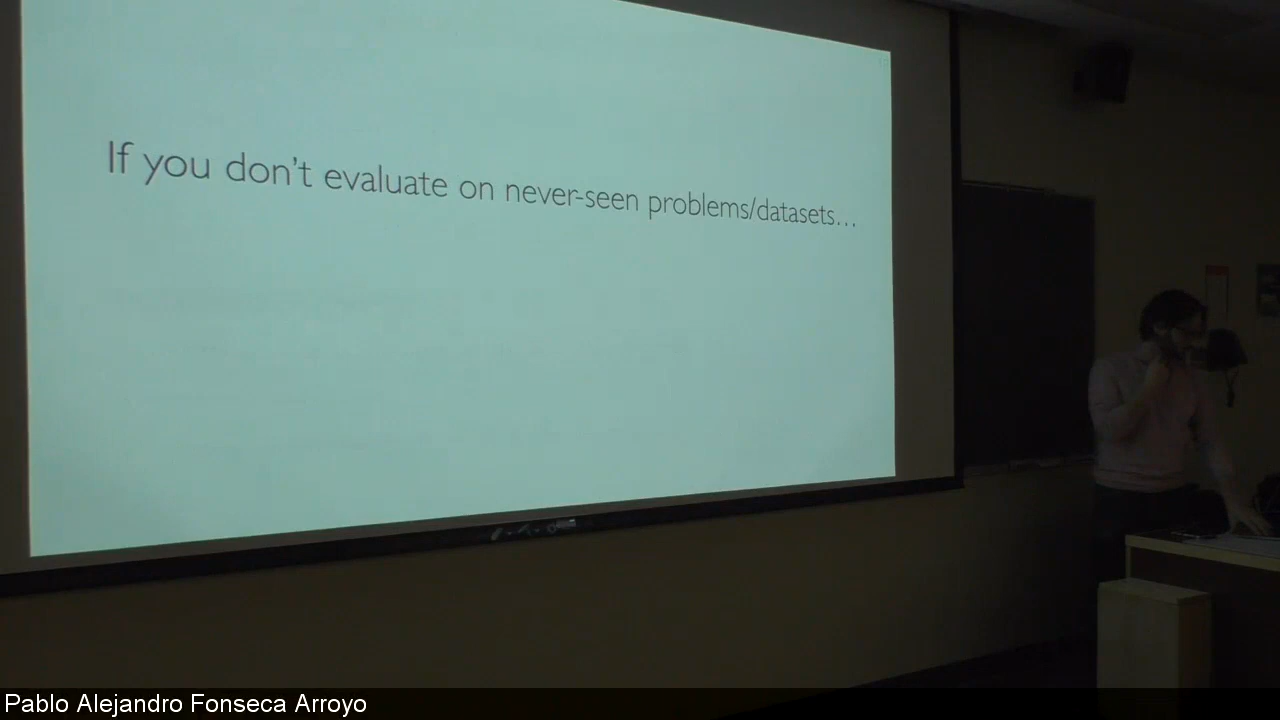 If you don't evaluate on never-seen problems/datasets...
Pablo Alejandro Fonseca Arroyo